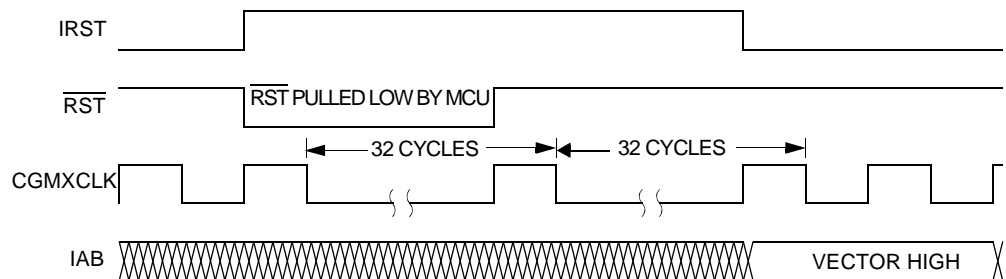 IRST
RST
RST PULLED LOW BY MCU
32 CYCLES
32 CYCLES
CGMXCLK
IAB
VECTOR HIGH